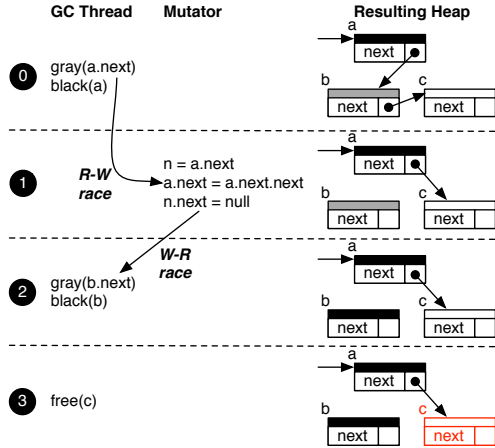 GC Thread Mutator Resulting Heap
a
next
0 gray(a.next)
black(a)
b c
next next
a
next
1 R-W
race
n = a.next
a.next = a.next.next
n.next = null
b c
next next
W-R
race
a
next
2 gray(b.next)
black(b)
b c
next next
a
next
3 free(c)
b c
next next